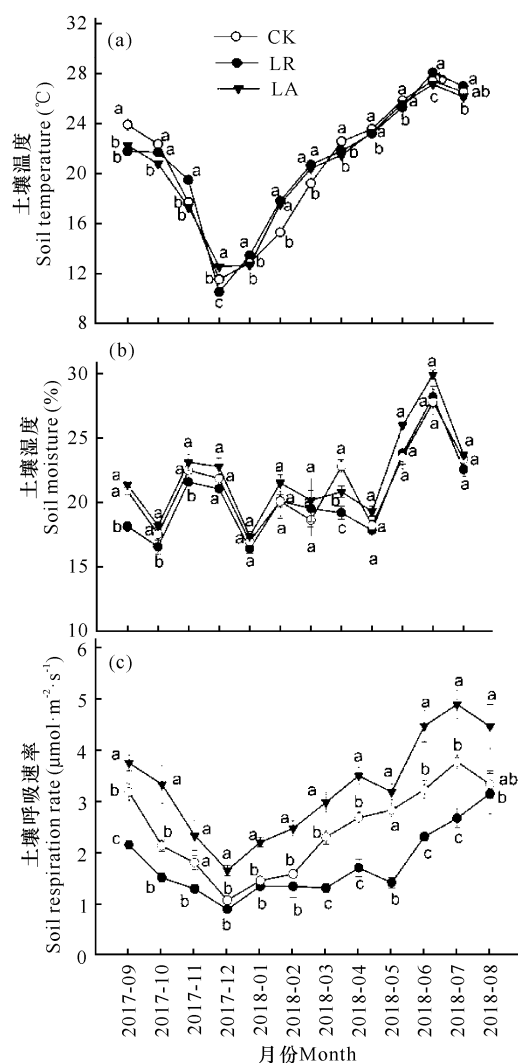 32
(a)
CK
LR
LA
28
24
20
16
12
8
土壤温度
Soil temperature (℃)
a a a a a a a a a a a a
b b b b b b b b b b b ab
b b b c b b b a a a c b
(b)
30
25
20
15
10
土壤湿度
Soil moisture (%)
(c)
6
5
4
3
2
1
0
土壤呼吸速率
Soil respiration rate (μmol·m⁻²·s⁻¹)
a a a a a a a a a a a a
b b a b b b b b a b b ab
c b b b b b c c b c c b
2017-09
2017-10
2017-11
2017-12
2018-01
2018-02
2018-03
2018-04
2018-05
2018-06
2018-07
2018-08
月份Month